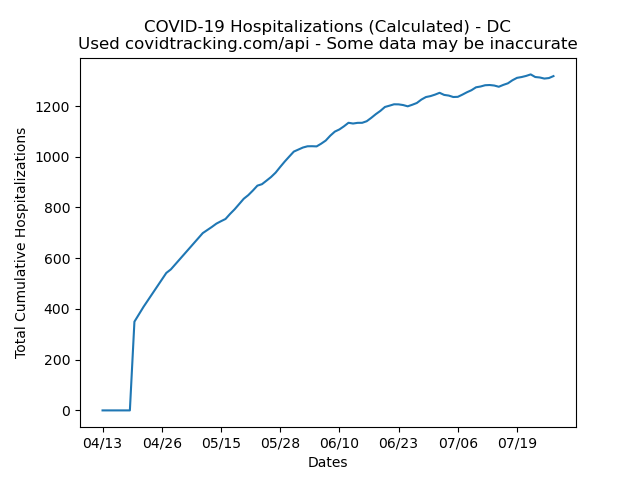 COVID-19 Hospitalizations (Calculated) - DC
Used covidtracking.com/api - Some data may be inaccurate
Total Cumulative Hospitalizations
1200
1000
800
600
400
200
0
04/13 04/26 05/15 05/28 06/10 06/23 07/06 07/19
Dates